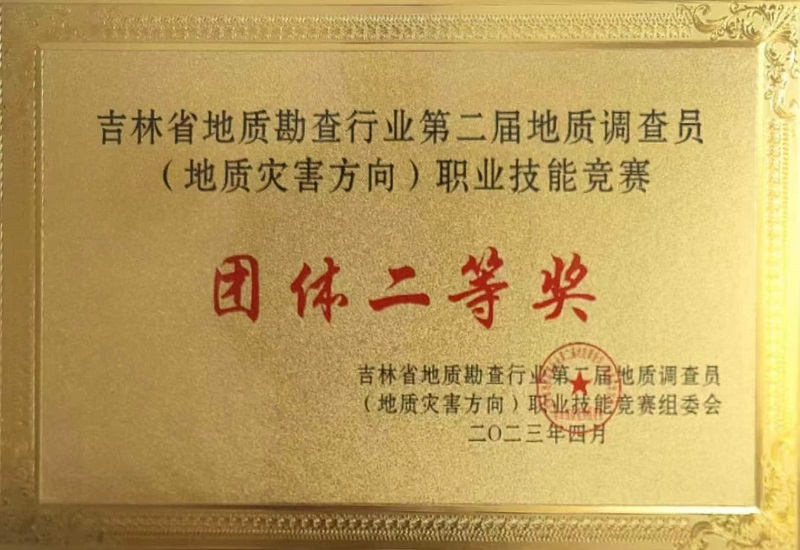 吉林省地质勘查行业第二届地质调查员
（地质灾害方向）职业技能竞赛
团体二等奖
吉林省地质勘查行业第二届地质调查员
（地质灾害方向）职业技能竞赛组委会
二〇二三年四月